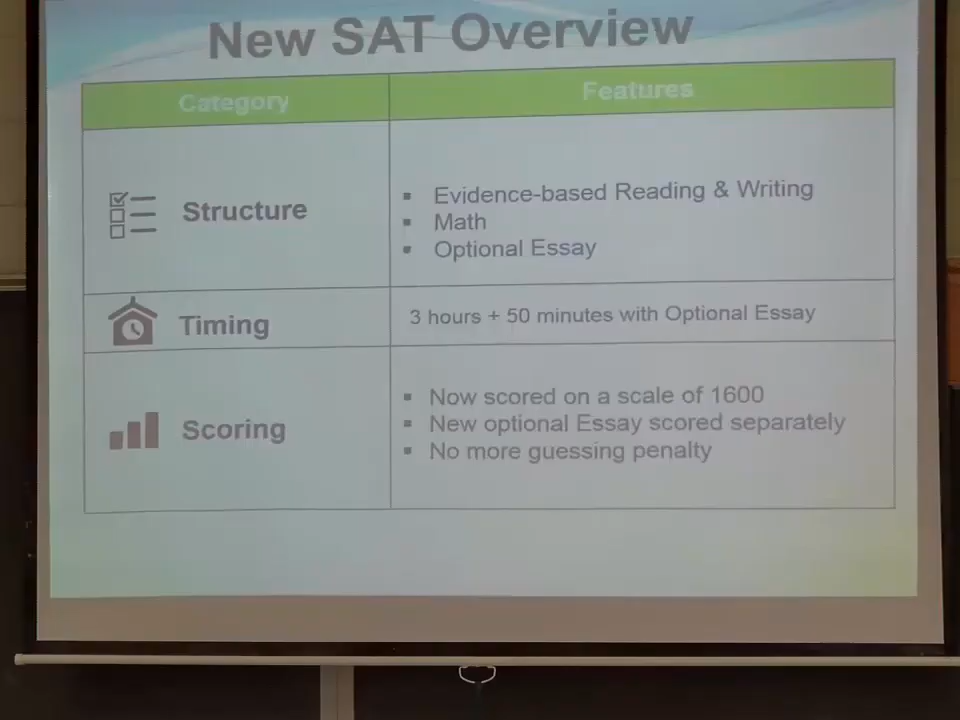 New SAT Overview
Category
Features
Structure
Evidence-based Reading & Writing
Math
Optional Essay
Timing
3 hours + 50 minutes with Optional Essay
Scoring
Now scored on a scale of 1600
New optional Essay scored separately
No more guessing penalty